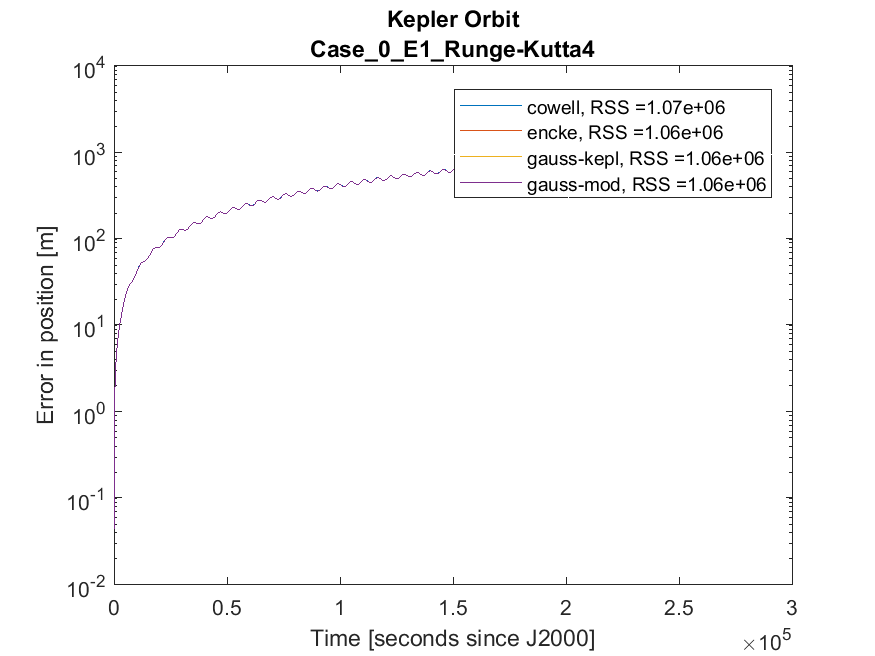 Kepler Orbit
Case_0_E1_Runge-Kutta4
10^4
10^3
10^2
10^1
10^0
10^-1
10^-2
Error in position [m]
cowell, RSS =1.07e+06
encke, RSS =1.06e+06
gauss-kepl, RSS =1.06e+06
gauss-mod, RSS =1.06e+06
0 0.5 1 1.5 2 2.5 3
Time [seconds since J2000]
×10^5